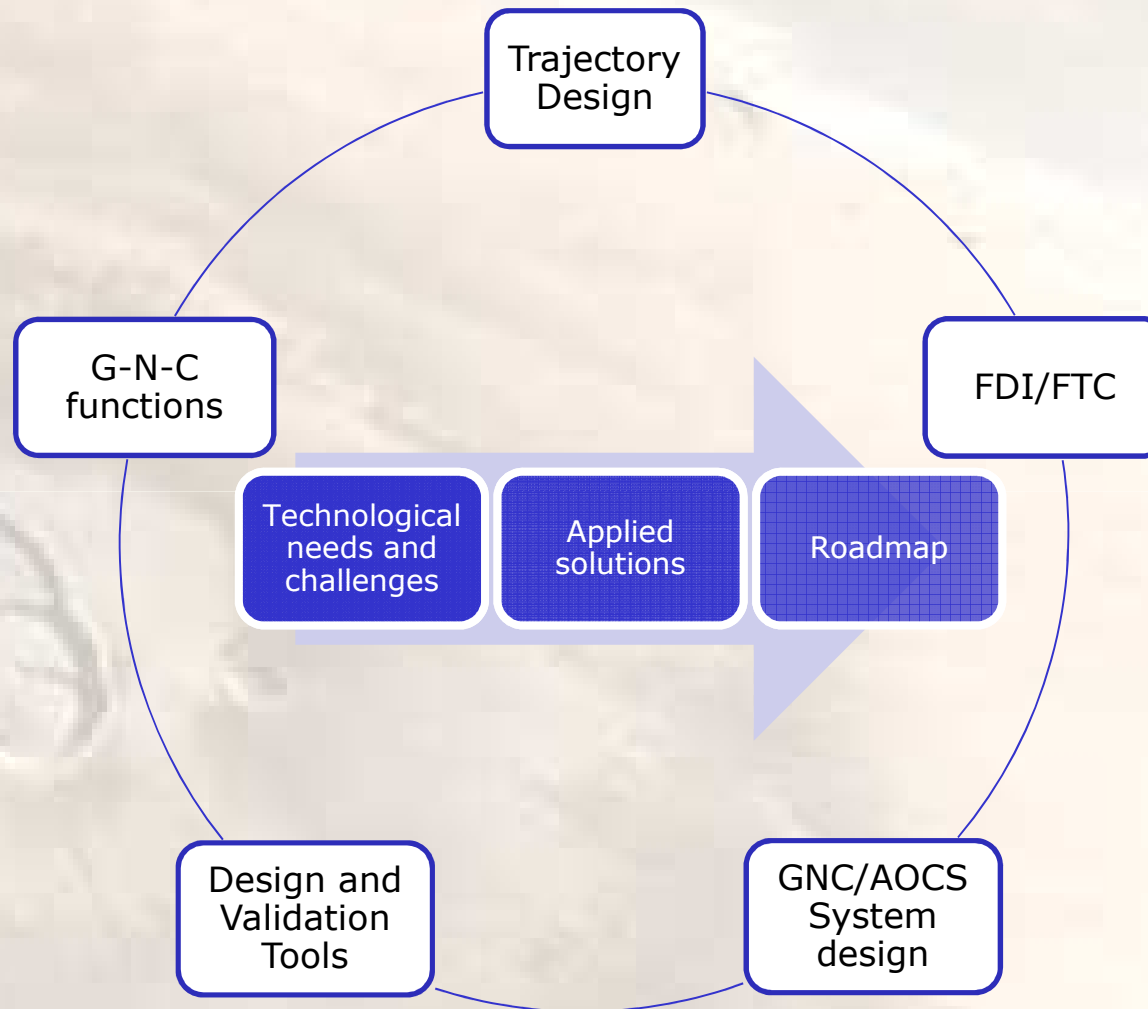 Trajectory
Design
G-N-C
functions
FDI/FTC
Technological
needs and
challenges
Applied
solutions
Roadmap
Design and
Validation
Tools
GNC/AOCS
System
design